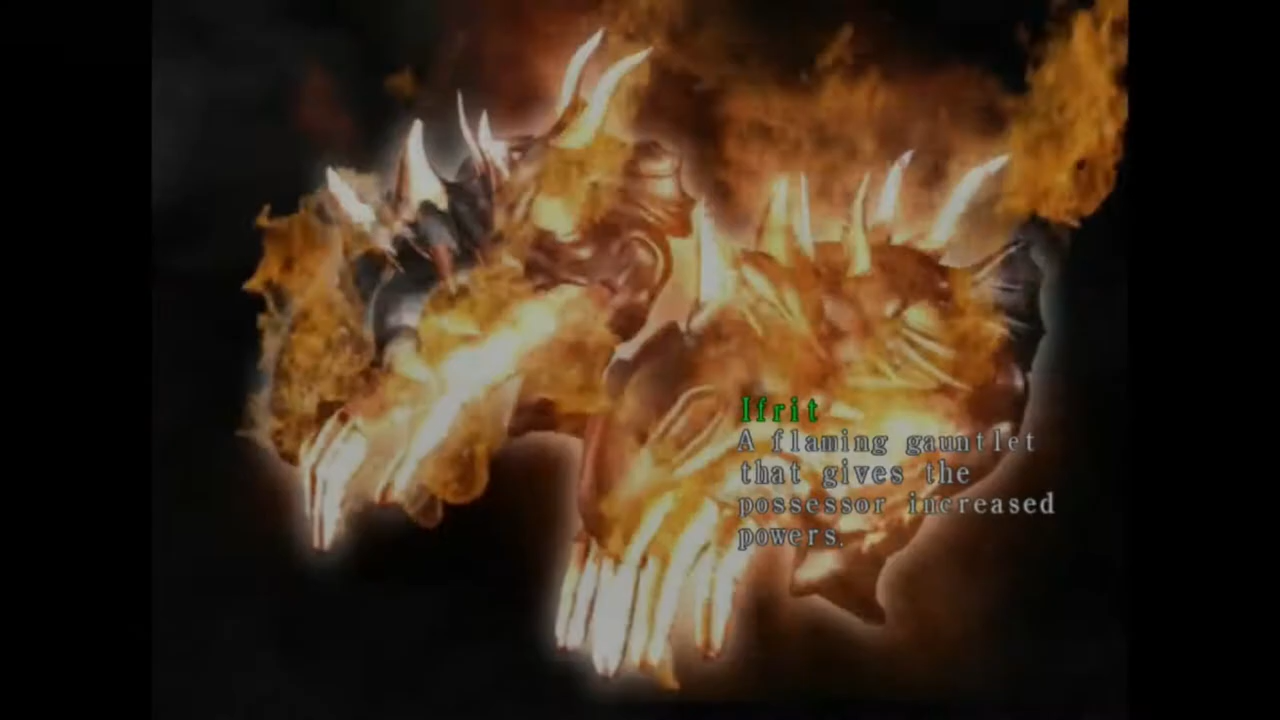 Ifrit
A flaming gauntlet
that gives the
possessor increased
powers.